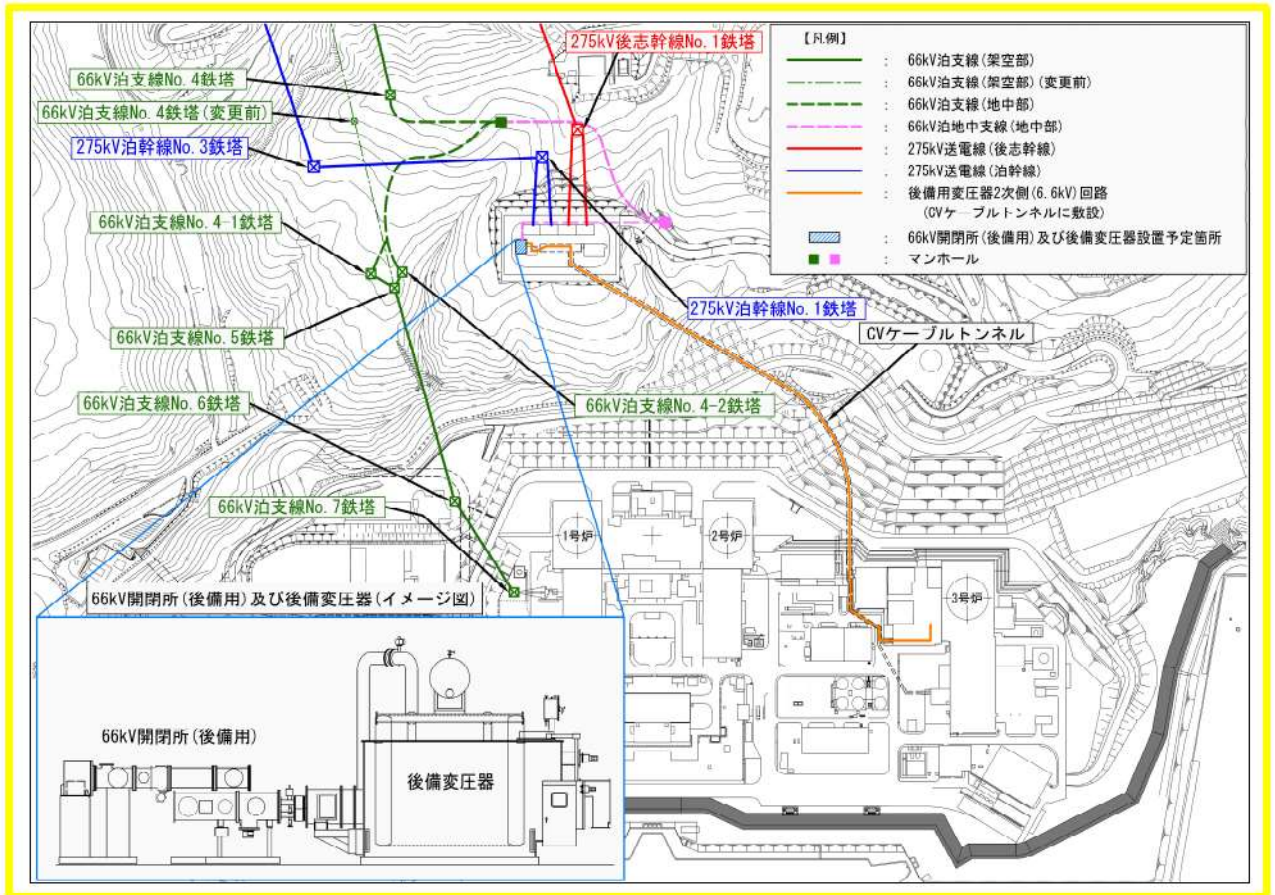 275kV後志幹線No.1鉄塔
66kV泊支線No.4鉄塔
66kV泊支線No.4鉄塔(変更前)
275kV泊幹線No.3鉄塔
66kV泊支線No.4-1鉄塔
66kV泊支線No.5鉄塔
66kV泊支線No.6鉄塔
66kV泊支線No.7鉄塔
275kV泊幹線No.1鉄塔
CVケーブルトンネル
66kV泊支線No.4-2鉄塔
【凡例】
: 66kV泊支線(架空部)
: 66kV泊支線(架空部)(変更前)
: 66kV泊支線(地中部)
: 66kV泊地中支線(地中部)
: 275kV送電線(後志幹線)
: 275kV送電線(泊幹線)
: 後備用変圧器2次側(6.6kV)回路
(CVケーブルトンネルに敷設)
: 66kV開閉所(後備用)及び後備変圧器設置予定箇所
: マンホール
1号炉
2号炉
3号炉
66kV開閉所(後備用)及び後備変圧器(イメージ図)
66kV開閉所(後備用)
後備変圧器